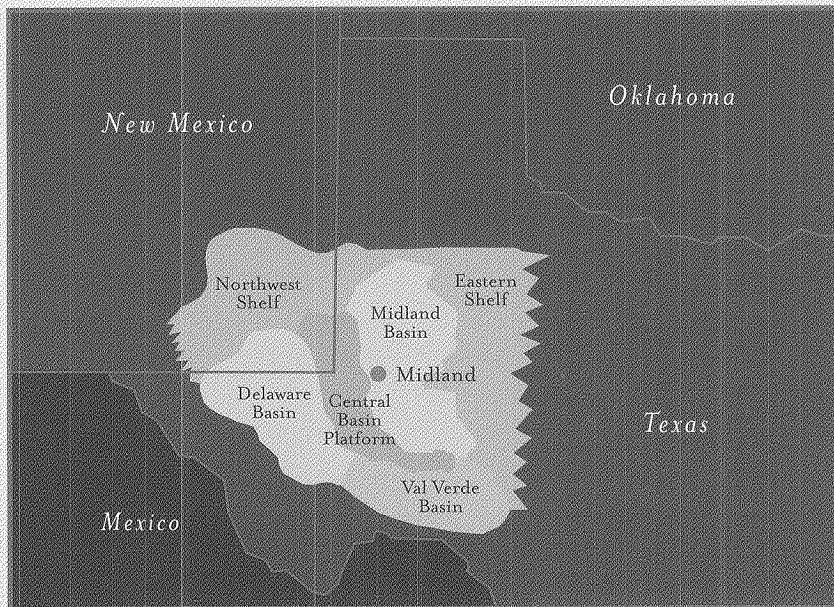 Oklahoma
New Mexico
Northwest
Shelf
Eastern
Shelf
Midland
Basin
Midland
Delaware
Basin
Central
Basin
Platform
Texas
Val Verde
Basin
Mexico